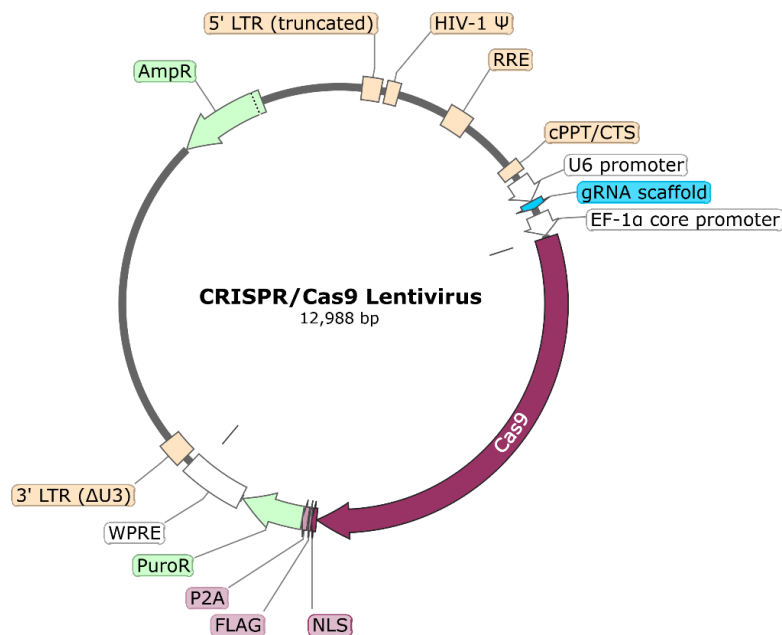 5' LTR (truncated)
HIV-1 Ψ
RRE
AmpR
cPPT/CTS
U6 promoter
gRNA scaffold
EF-1α core promoter
CRISPR/Cas9 Lentivirus
12,988 bp
Cas9
3' LTR (ΔU3)
WPRE
PuroR
P2A
FLAG
NLS